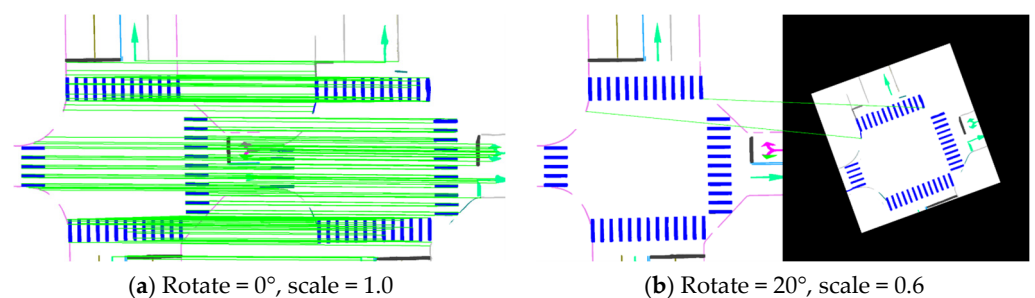 (a) Rotate = 0°, scale = 1.0
(b) Rotate = 20°, scale = 0.6